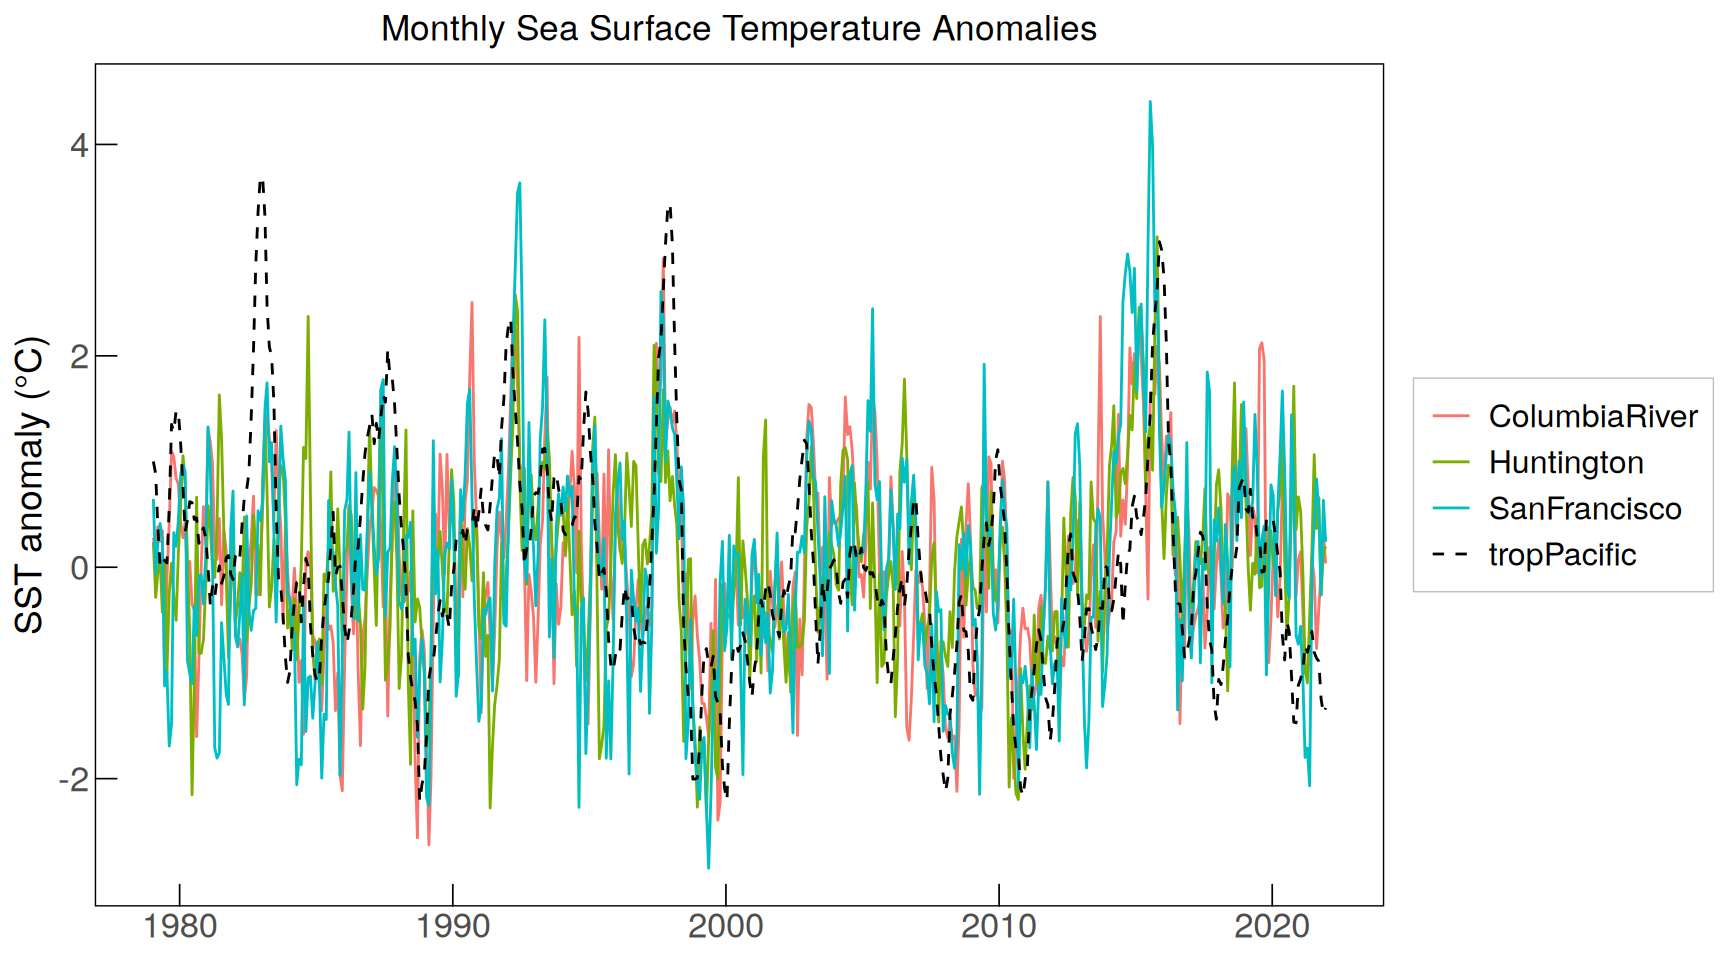 Monthly Sea Surface Temperature Anomalies
SST anomaly (°C)
4
2
0
-2
1980 1990 2000 2010 2020
ColumbiaRiver
Huntington
SanFrancisco
tropPacific